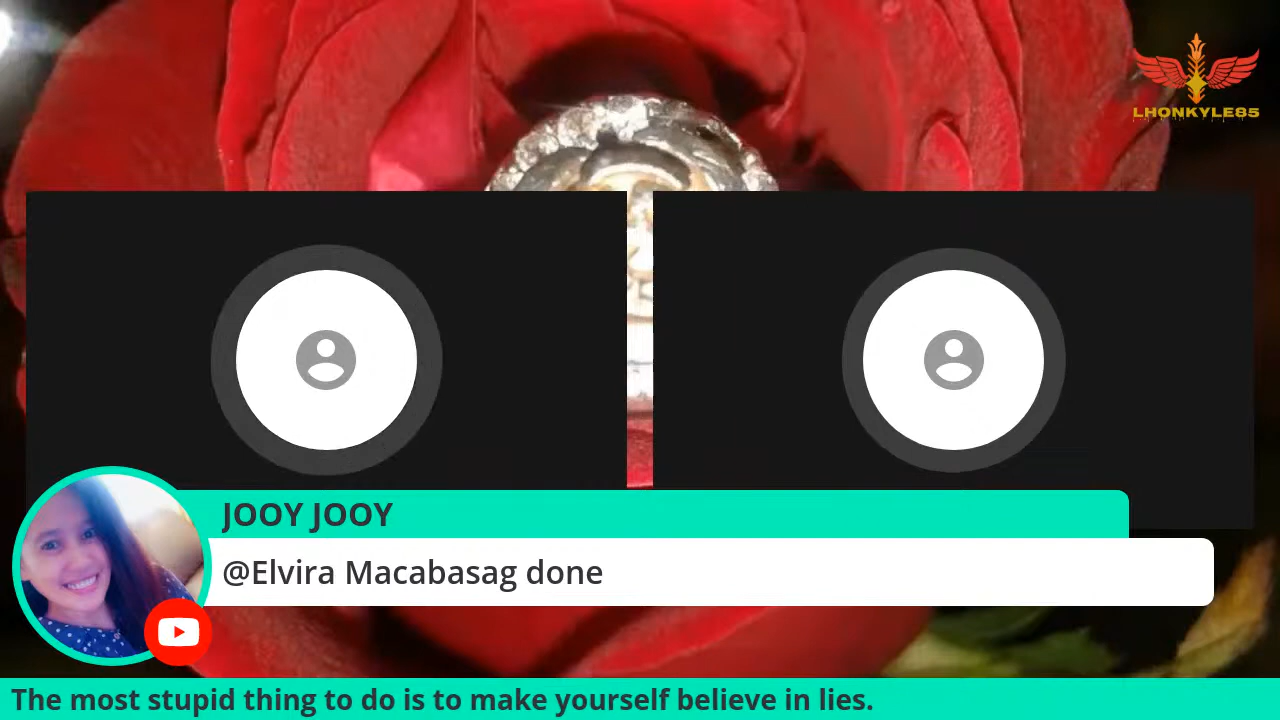 LHONKYLE85
JOOY JOOY
@Elvira Macabasag done
The most stupid thing to do is to make yourself believe in lies.